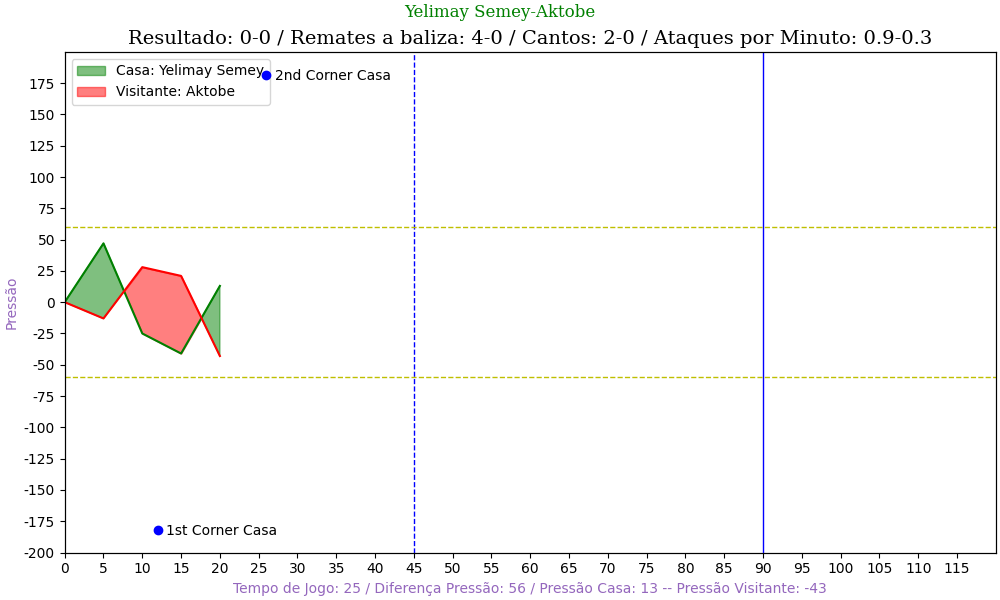 Yelimay Semey-Aktobe
Resultado: 0-0 / Remates a baliza: 4-0 / Cantos: 2-0 / Ataques por Minuto: 0.9-0.3
Casa: Yelimay Semey
Visitante: Aktobe
2nd Corner Casa
1st Corner Casa
Pressão
175
150
125
100
75
50
25
0
-25
-50
-75
-100
-125
-150
-175
-200
0 5 10 15 20 25 30 35 40 45 50 55 60 65 70 75 80 85 90 95 100 105 110 115
Tempo de Jogo: 25 / Diferença Pressão: 56 / Pressão Casa: 13 -- Pressão Visitante: -43